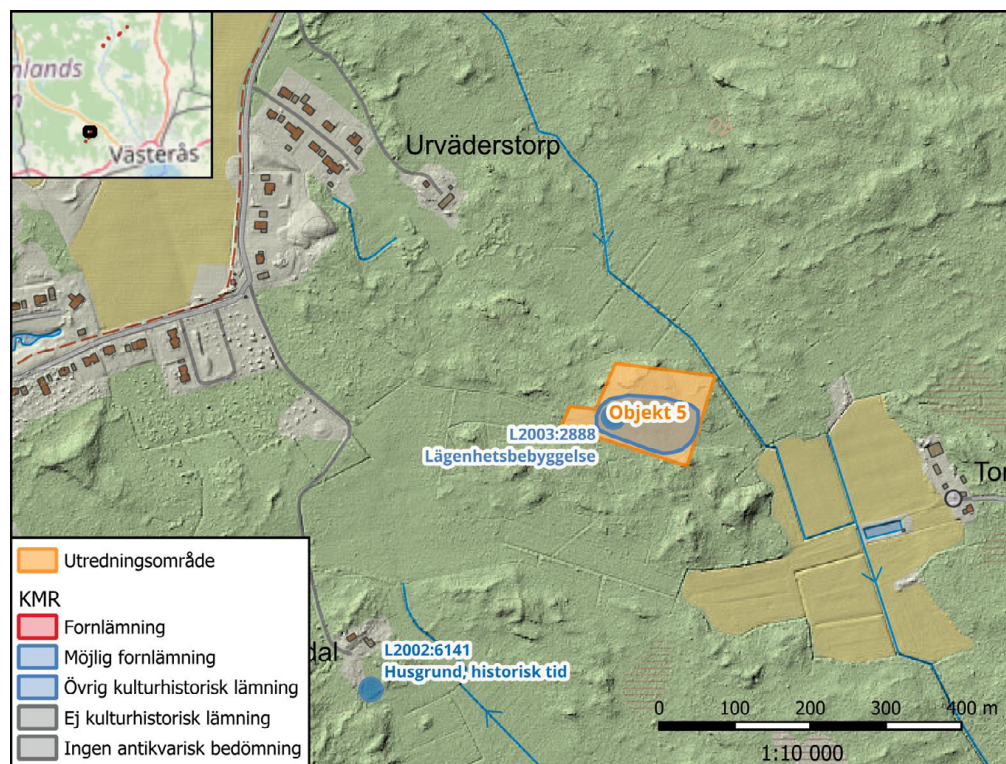 nlands
Västerås
Urväderstorp
Objekt 5
L2003:2888
Lägenhetsbebyggelse
Tor
dal
L2002:6141
Husgrund, historisk tid
Utredningsområde
KMR
Fornlämning
Möjlig fornlämning
Övrig kulturhistorisk lämning
Ej kulturhistorisk lämning
Ingen antikvarisk bedömning
0 100 200 300 400 m
1:10 000